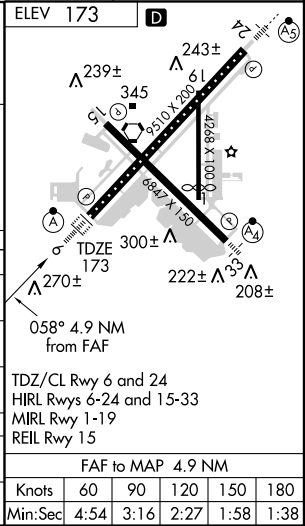 ELEV 173 D
24
A5
243±
19
P
239±
345
15
P
9510 X 200
4268 X 100
P
A
6847 X 150
1
P
A4
6
TDZE
173
300±
33
222±
208±
270±
058° 4.9 NM
from FAF
TDZ/CL Rwy 6 and 24
HIRL Rwys 6-24 and 15-33
MIRL Rwy 1-19
REIL Rwy 15
FAF to MAP 4.9 NM
Knots 60 90 120 150 180
Min:Sec 4:54 3:16 2:27 1:58 1:38